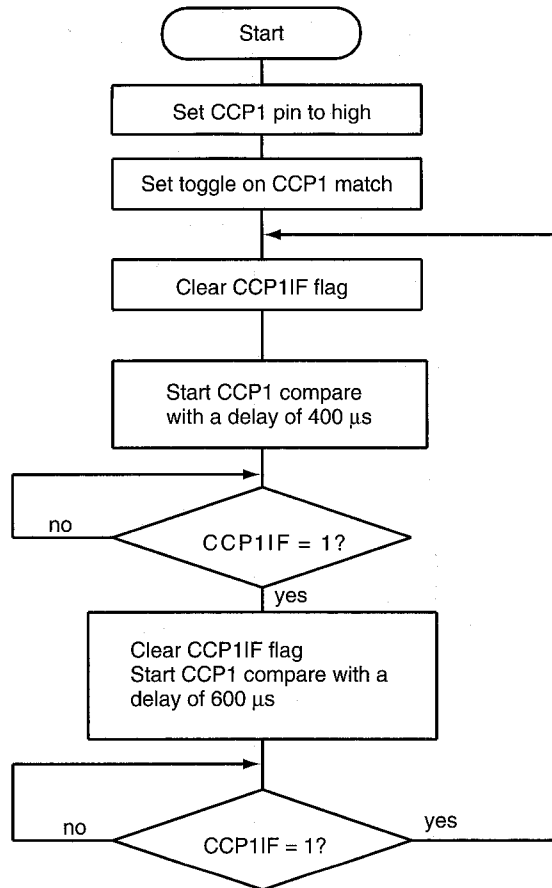 Start
Set CCP1 pin to high
Set toggle on CCP1 match
Clear CCP1IF flag
Start CCP1 compare
with a delay of 400 μs
no
CCP1IF = 1?
yes
Clear CCP1IF flag
Start CCP1 compare with a
delay of 600 μs
no
CCP1IF = 1?
yes